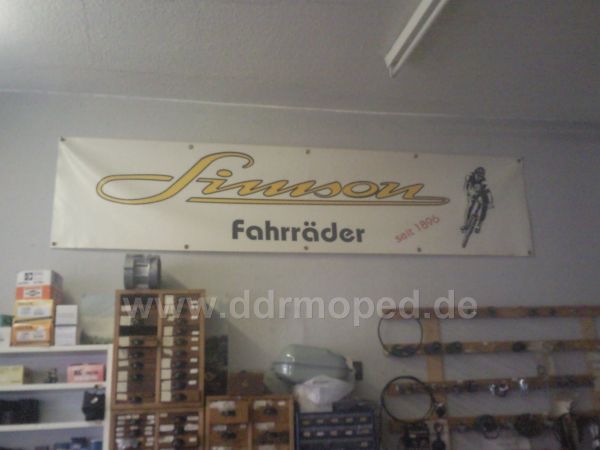 Simson
Fahrräder
seit 1896
www.ddrmoped.de